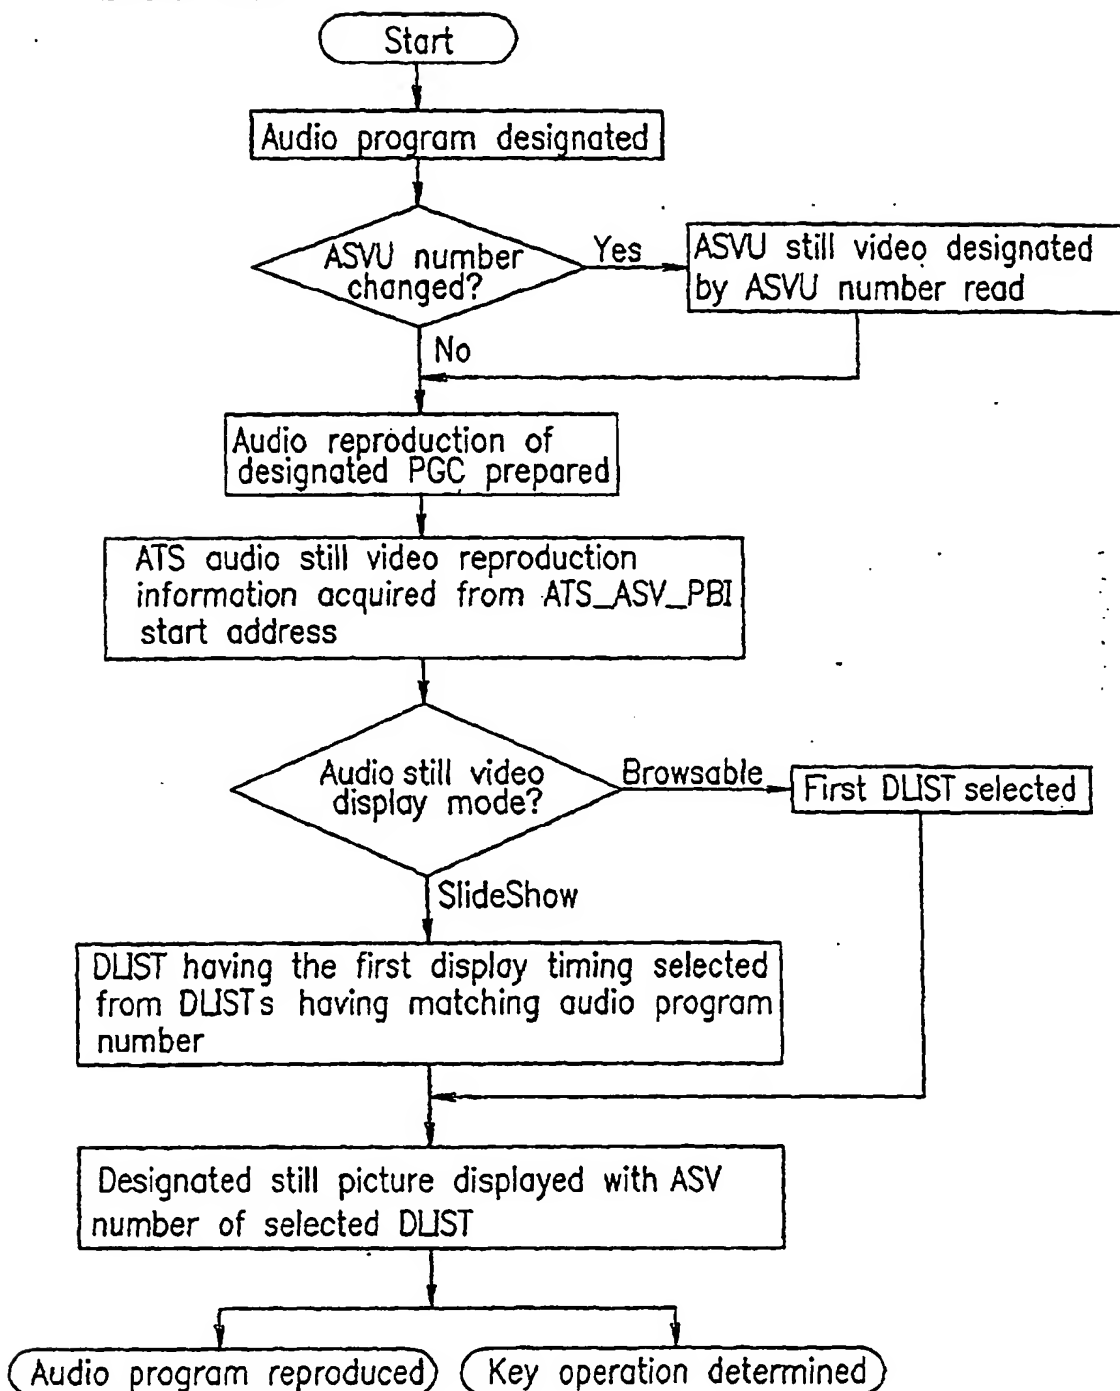 Start
Audio program designated
ASVU number
changed?
Yes
ASVU still video designated
by ASVU number read
No
Audio reproduction of
designated PGC prepared
ATS audio still video reproduction
information acquired from ATS_ASV_PBI
start address
Audio still video
display mode?
Browsable
First DLIST selected
SlideShow
DLIST having the first display timing selected
from DLISTs having matching audio program
number
Designated still picture displayed with ASV
number of selected DLIST
Audio program reproduced
Key operation determined